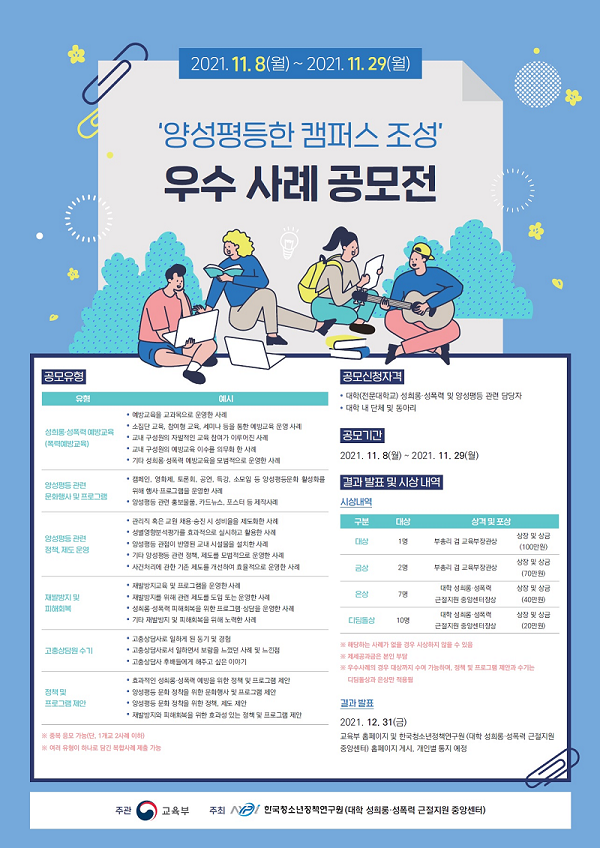 2021. 11. 8(월) ~ 2021. 11. 29(월)
'양성평등한 캠퍼스 조성'
우수 사례 공모전
공모유형
유형 예시
성희롱·성폭력 예방교육
(폭력예방교육)
• 예방교육을 교과목으로 운영한 사례
• 소집단 교육, 참여형 교육, 세미나 등을 통한 예방교육 운영 사례
• 교내 구성원의 자발적인 교육 참여가 이루어진 사례
• 교내 구성원의 예방교육 이수를 의무화 한 사례
• 기타 성희롱·성폭력 예방교육을 모범적으로 운영한 사례
양성평등 관련
문화행사 및 프로그램
• 캠페인, 영화제, 토론회, 공연, 특강, 소모임 등 양성평등문화 활성화를
위해 행사·프로그램을 운영한 사례
• 양성평등 관련 홍보물품, 카드뉴스, 포스터 등 제작사례
양성평등 관련
정책, 제도 운영
• 관리직 혹은 교원 채용·승진 시 성비율을 제도화한 사례
• 성별영향분석평가를 효과적으로 실시하고 활용한 사례
• 양성평등 관점이 반영된 교내 시설물을 설치한 사례
• 기타 양성평등 관련 정책, 제도를 모범적으로 운영한 사례
• 사건처리에 관한 기존 제도를 개선하여 효율적으로 운영한 사례
재발방지 및
피해회복
• 재발방지교육 및 프로그램을 운영한 사례
• 재발방지를 위해 관련 제도를 도입 또는 운영한 사례
• 성희롱·성폭력 피해회복을 위한 프로그램·상담을 운영한 사례
• 기타 재발방지 및 피해회복을 위해 노력한 사례
고충상담원 수기
• 고충상담사로 일하게 된 동기 및 경험
• 고충상담사로서 일하면서 보람을 느꼈던 사례 및 느낀점
• 고충상담사 후배들에게 해주고 싶은 이야기
정책 및
프로그램 제안
• 효과적인 성희롱·성폭력 예방을 위한 정책 및 프로그램 제안
• 양성평등 문화 정착을 위한 문화행사 및 프로그램 제안
• 양성평등 문화 정착을 위한 정책, 제도 제안
• 재발방지와 피해회복을 위한 효과성 있는 정책 및 프로그램 제안
※ 중복 응모 가능(단, 1개교 2사례 이하)
※ 여러 유형이 하나로 담긴 복합사례 제출 가능
공모신청자격
• 대학(전문대학교) 성희롱·성폭력 및 양성평등 관련 담당자
• 대학 내 단체 및 동아리
공모기간
2021. 11. 8(월) ~ 2021. 11. 29(월)
결과 발표 및 시상 내역
시상내역
구분 대상 상격 및 포상
대상 1명 부총리 겸 교육부장관상 상장 및 상금
(100만원)
금상 2명 부총리 겸 교육부장관상 상장 및 상금
(70만원)
은상 7명 대학 성희롱·성폭력
근절지원 중앙센터장상 상장 및 상금
(40만원)
디딤돌상 10명 대학 성희롱·성폭력
근절지원 중앙센터장상 상장 및 상금
(20만원)
※ 해당하는 사례가 없을 경우 시상하지 않을 수 있음
※ 제세공과금은 본인 부담
※ 우수사례의 경우 대상까지 수여 가능하며, 정책 및 프로그램 제안과 수기는
디딤돌상과 은상만 적용됨
결과 발표
2021. 12. 31(금)
교육부 홈페이지 및 한국청소년정책연구원 (대학 성희롱·성폭력 근절지원
중앙센터) 홈페이지 게시, 개인별 통지 예정
주관 교육부 주최 NYPI 한국청소년정책연구원 (대학 성희롱·성폭력 근절지원 중앙센터)